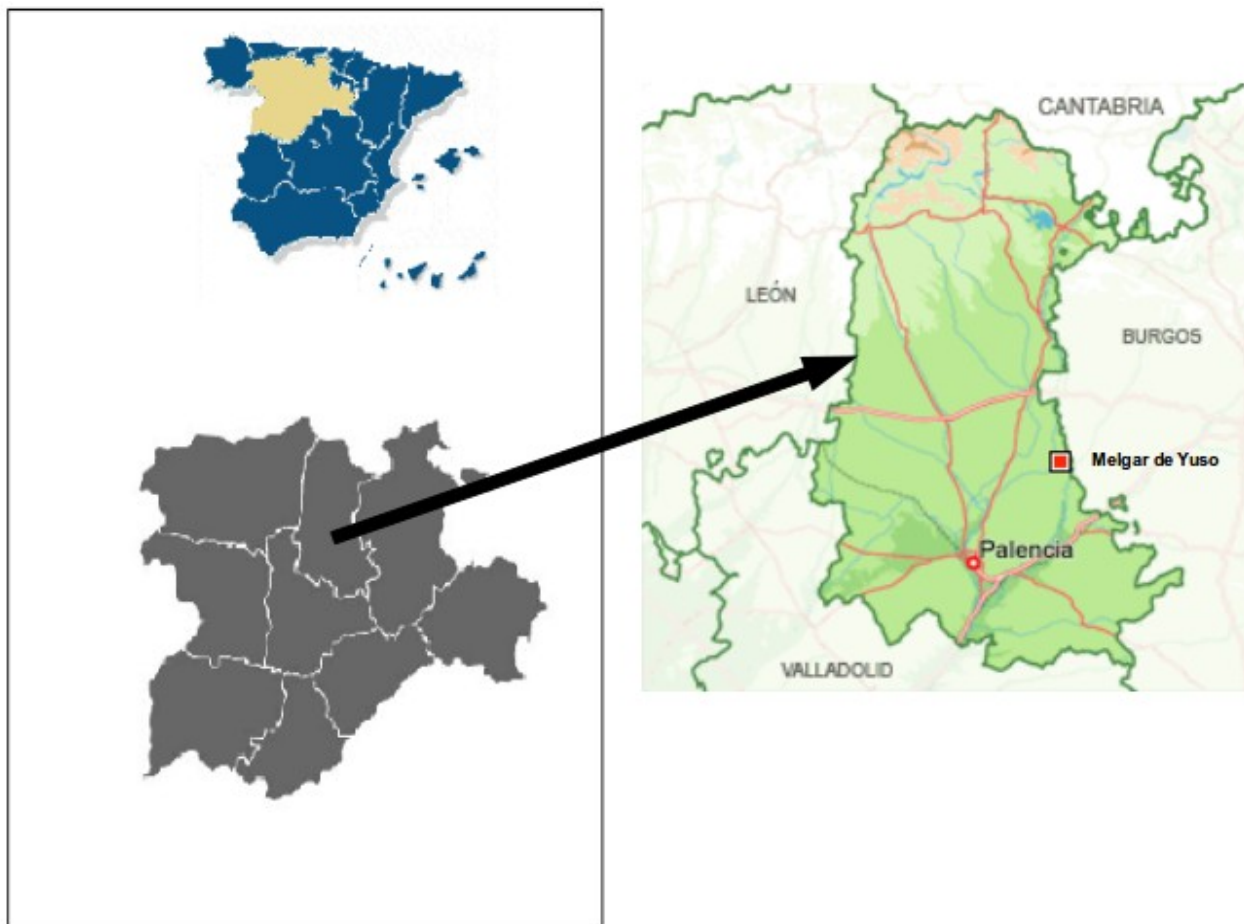 CANTABRIA
LEÓN
BURGOS
Melgar de Yuso
Palencia
VALLADOLID